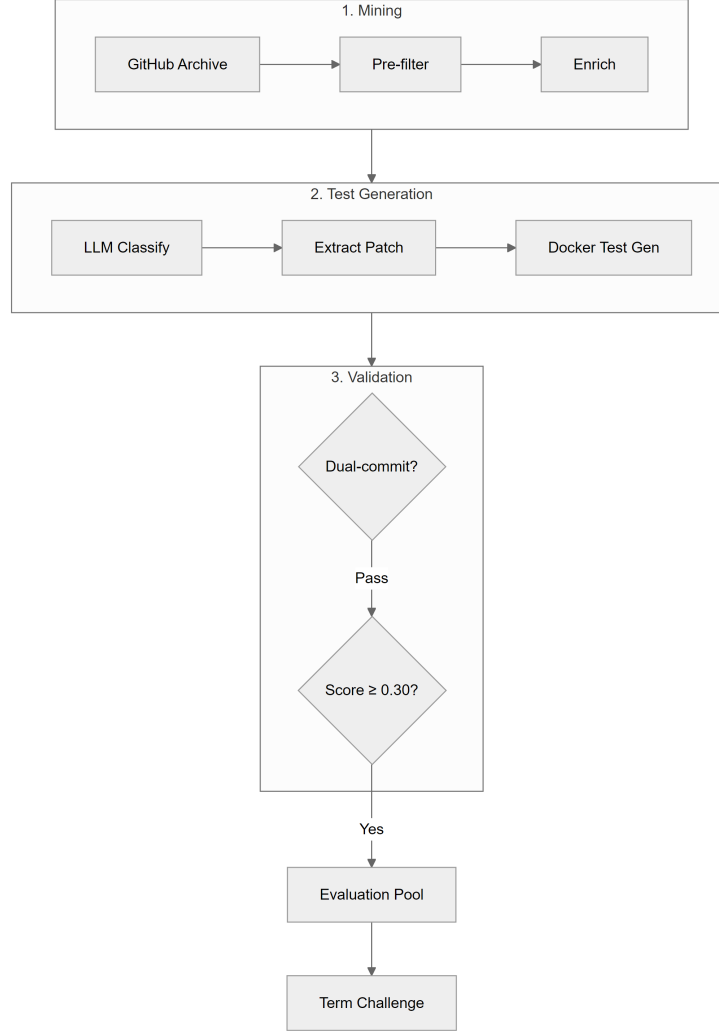 1. Mining
GitHub Archive
Pre-filter
Enrich
2. Test Generation
LLM Classify
Extract Patch
Docker Test Gen
3. Validation
Dual-commit?
Pass
Score ≥ 0.30?
Yes
Evaluation Pool
Term Challenge